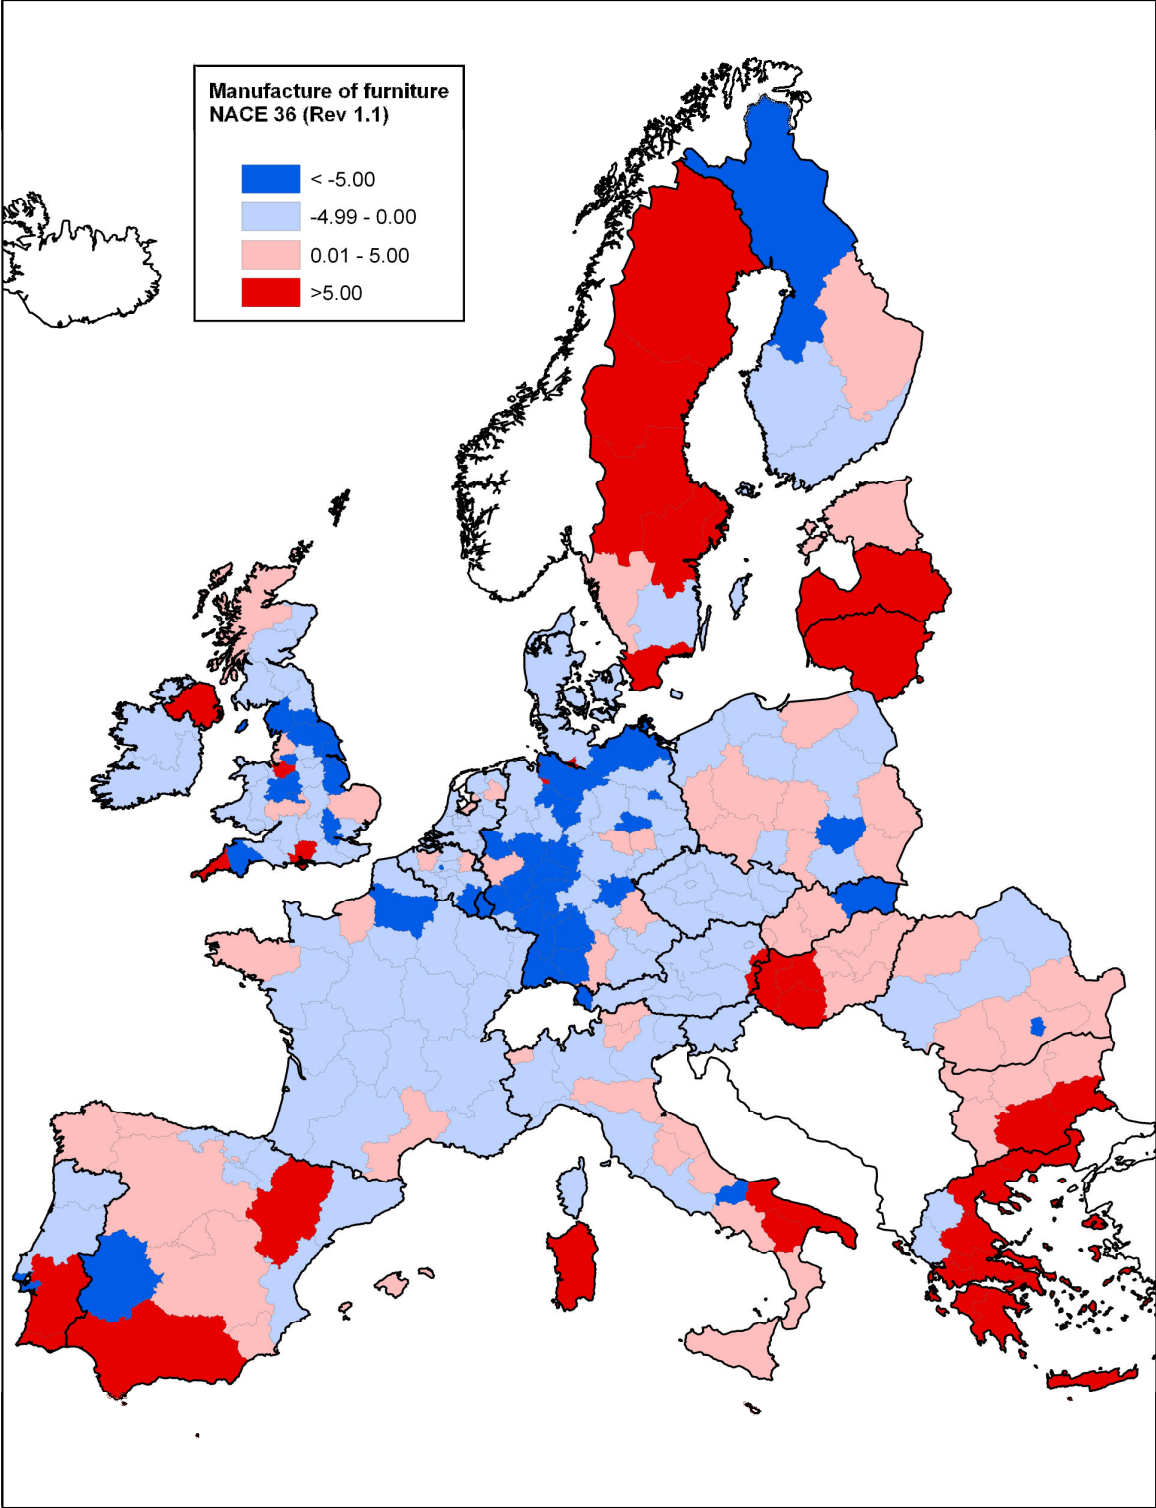 Manufacture of furniture
NACE 36 (Rev 1.1)
< -5.00
-4.99 - 0.00
0.01 - 5.00
>5.00